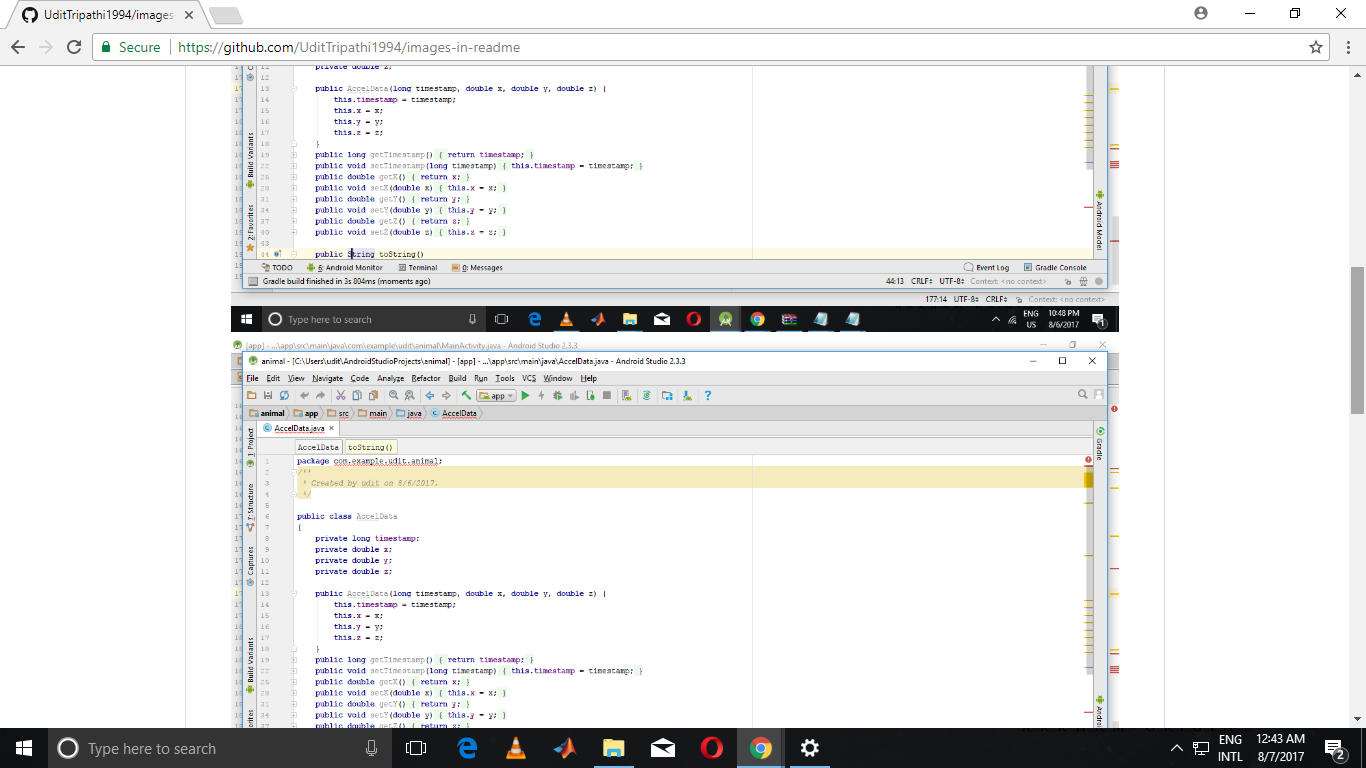 UditTripathi1994/images
Secure https://github.com/UditTripathi1994/images-in-readme
private double z;
12
13 public AccelData(long timestamp, double x, double y, double z) {
14 this.timestamp = timestamp;
15 this.x = x;
16 this.y = y;
17 this.z = z;
18 }
19 public long getTimestamp() { return timestamp; }
22 public void setTimestamp(long timestamp) { this.timestamp = timestamp; }
25 public double getX() { return x; }
28 public void setX(double x) { this.x = x; }
31 public double getY() { return y; }
34 public void setY(double y) { this.y = y; }
37 public double getZ() { return z; }
40 public void setZ(double z) { this.z = z; }
43
44 public String toString()
Build Variants
2: Favorites
Android Model
TODO 6: Android Monitor Terminal 0: Messages Event Log Gradle Console
Gradle build finished in 3s 804ms (moments ago) 44:13 CRLF÷ UTF-8÷ Context: <no context>
177:14 UTF-8÷ CRLF÷ Context: <no context>
Type here to search ENG US 10:48 PM 8/6/2017 1
[app] - ...\app\src\main\java\com\example\udit\animal\MainActivity.java - Android Studio 2.3.3
animal - [C:\Users\udit\AndroidStudioProjects\animal] - [app] - ...\app\src\main\java\AccelData.java - Android Studio 2.3.3
File Edit View Navigate Code Analyze Refactor Build Run Tools VCS Window Help
app
animal app src main java AccelData
AccelData.java
AccelData toString()
1: Project
7: Structure
Captures
Build Variants
Gradle
1 package com.example.udit.animal;
2 /**
3 * Created by udit on 8/6/2017.
4 */
5
6 public class AccelData
7 {
8 private long timestamp;
9 private double x;
10 private double y;
11 private double z;
12
13 public AccelData(long timestamp, double x, double y, double z) {
14 this.timestamp = timestamp;
15 this.x = x;
16 this.y = y;
17 this.z = z;
18 }
19 public long getTimestamp() { return timestamp; }
22 public void setTimestamp(long timestamp) { this.timestamp = timestamp; }
25 public double getX() { return x; }
28 public void setX(double x) { this.x = x; }
31 public double getY() { return y; }
34 public void setY(double y) { this.y = y; }
37 public double getZ() { return z; }
Type here to search ENG INTL 12:43 AM 8/7/2017 2